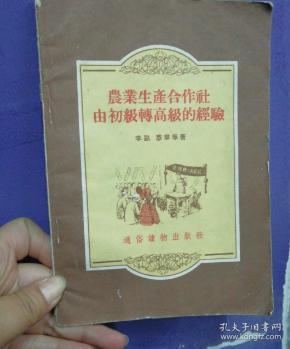 農業生產合作社
由初級轉高級的經驗
通俗讀物出版社
孔夫子旧书网